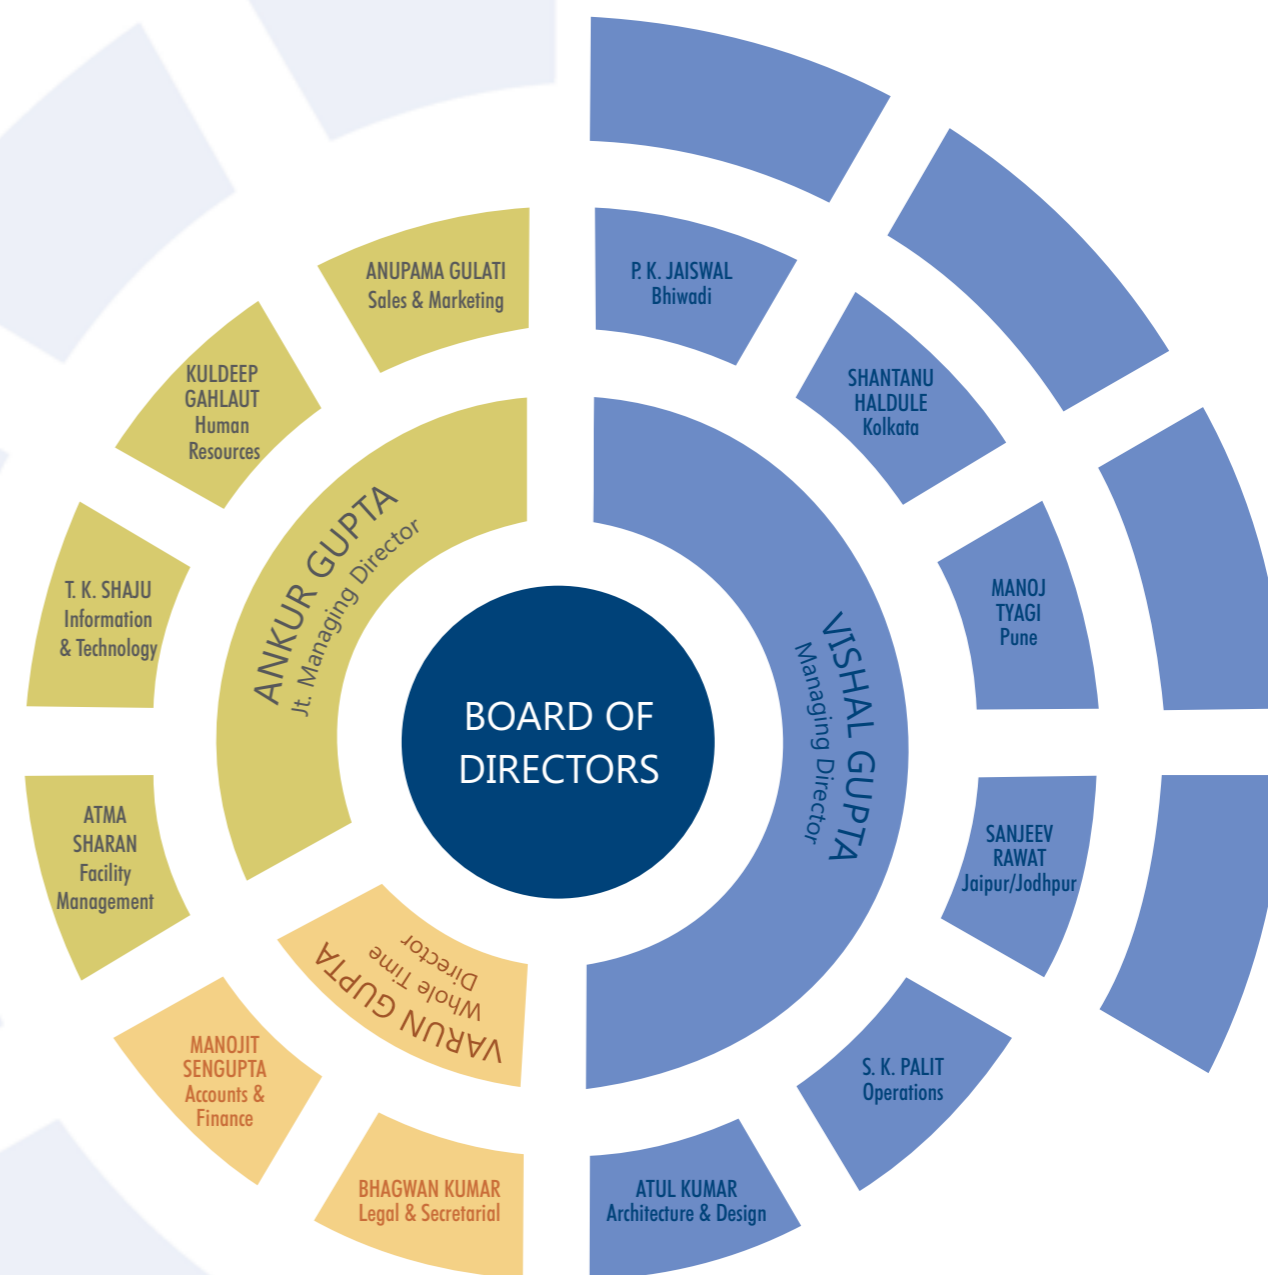 BOARD OF
DIRECTORS
VISHAL GUPTA
Managing Director
P. K. JAISWAL
Bhiwadi
SHANTANU
HALDULE
Kolkata
MANOJ
TYAGI
Pune
SANJEEV
RAWAT
Jaipur/Jodhpur
S. K. PALIT
Operations
ATUL KUMAR
Architecture & Design
VARUN GUPTA
Whole Time
Director
BHAGWAN KUMAR
Legal & Secretarial
MANOJIT
SENGUPTA
Accounts &
Finance
ANKUR GUPTA
Jt. Managing Director
ATMA
SHARAN
Facility
Management
T. K. SHAJU
Information
& Technology
KULDEEP
GAHLAUT
Human
Resources
ANUPAMA GULATI
Sales & Marketing